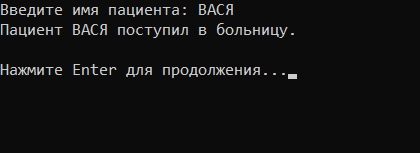 Введите имя пациента: ВАСЯ
Пациент ВАСЯ поступил в больницу.
Нажмите Enter для продолжения...